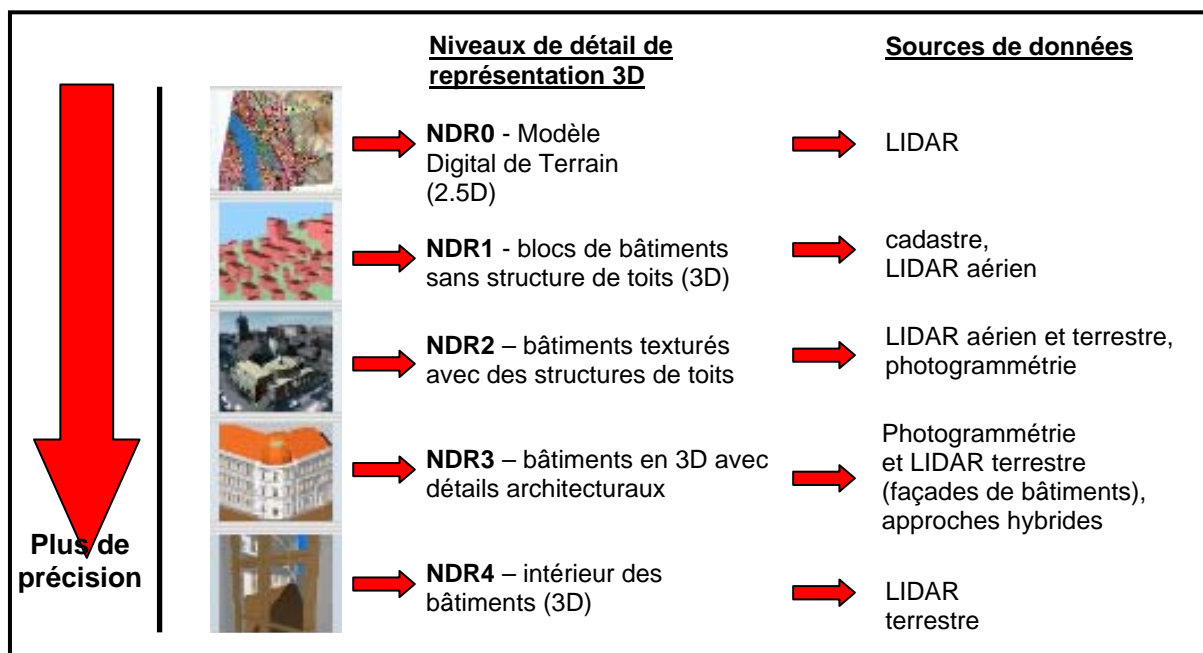 Niveaux de détail de
représentation 3D
Sources de données
NDR0 - Modèle
Digital de Terrain
(2.5D)
LIDAR
NDR1 - blocs de bâtiments
sans structure de toits (3D)
cadastre,
LIDAR aérien
NDR2 – bâtiments texturés
avec des structures de toits
LIDAR aérien et terrestre,
photogrammétrie
NDR3 – bâtiments en 3D avec
détails architecturaux
Photogrammétrie
et LIDAR terrestre
(façades de bâtiments),
approches hybrides
NDR4 – intérieur des
bâtiments (3D)
LIDAR
terrestre
Plus de
précision